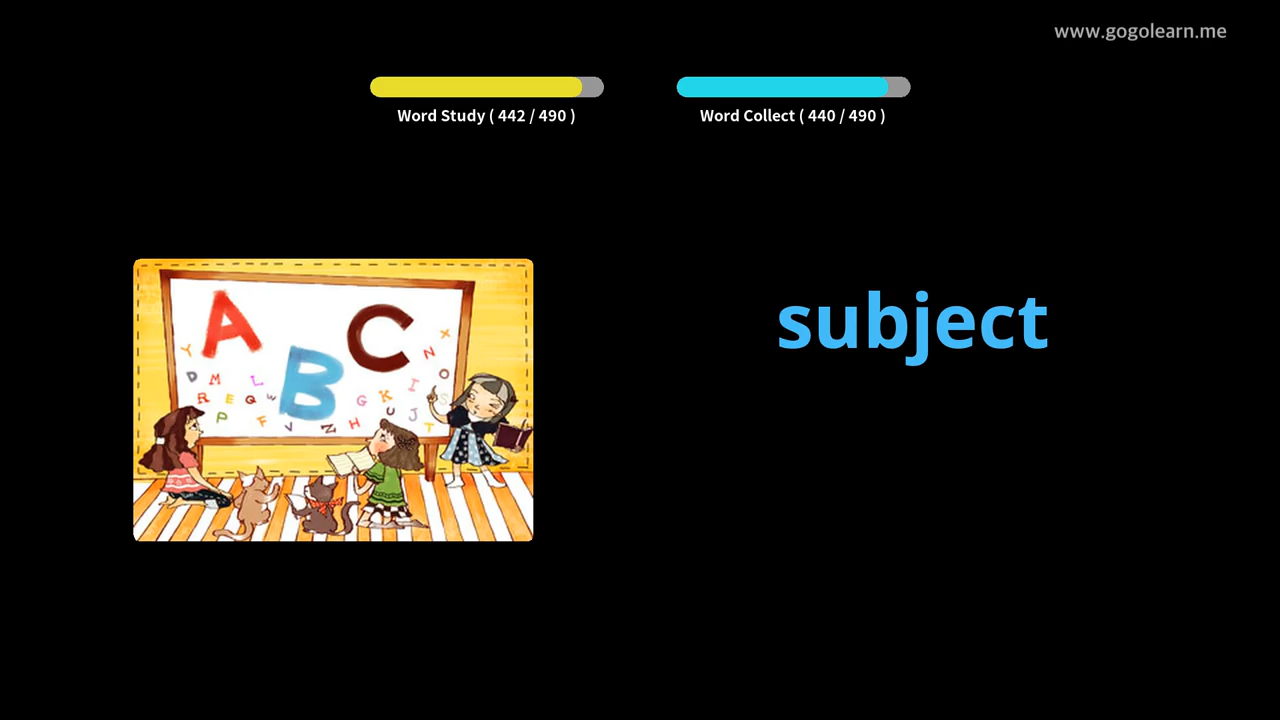 www.gogolearn.me
Word Study ( 442 / 490 )
Word Collect ( 440 / 490 )
subject
A
C
B
X
Y
N
D M L O
R E Q W G K I S
P F V Z H U J T